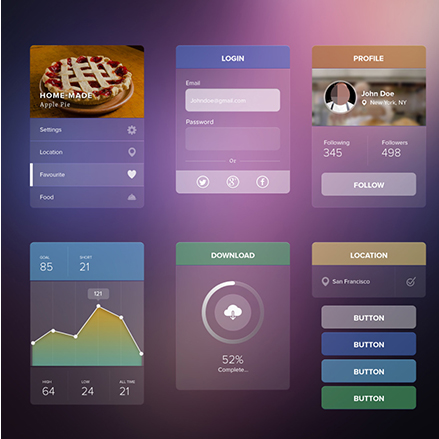 HOME-MADE
Apple Pie
Settings
Location
Favourite
Food
LOGIN
Email
Johndoe@gmail.com
Password
Or
PROFILE
John Doe
New York, NY
Following
345
Followers
498
FOLLOW
GOAL
85
SHORT
21
121
HIGH
64
LOW
24
ALL TIME
21
DOWNLOAD
52%
Complete..
LOCATION
San Francisco
BUTTON
BUTTON
BUTTON
BUTTON